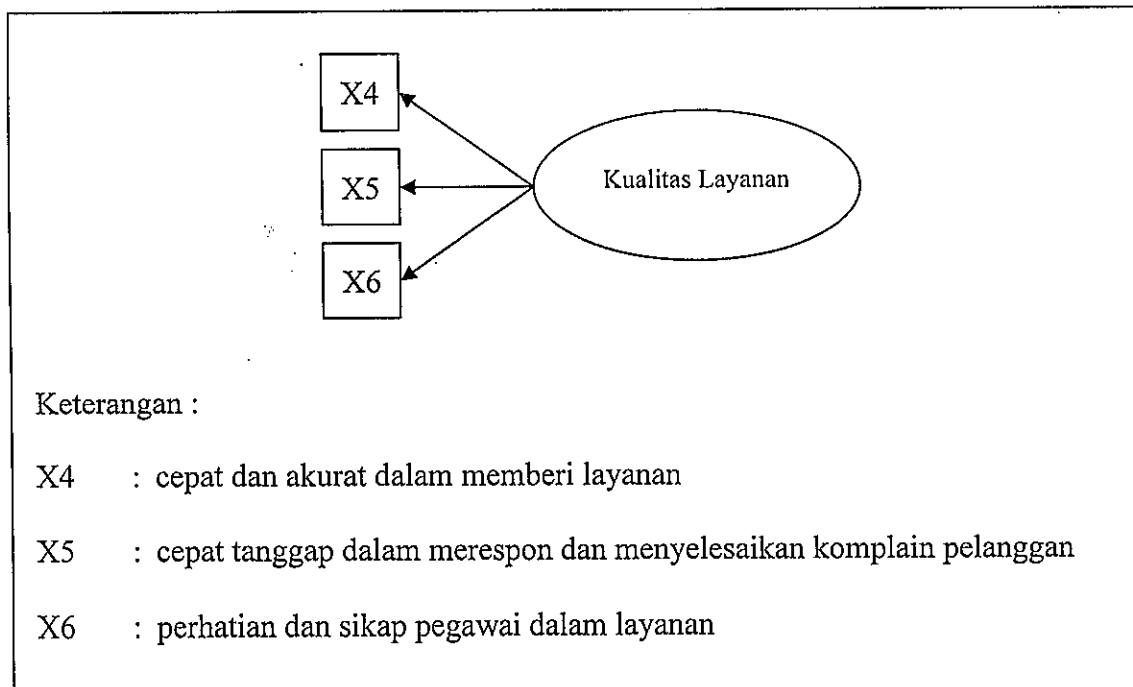 X4
X5
Kualitas Layanan
X6
Keterangan :
X4 : cepat dan akurat dalam memberi layanan
X5 : cepat tanggap dalam merespon dan menyelesaikan komplain pelanggan
X6 : perhatian dan sikap pegawai dalam layanan